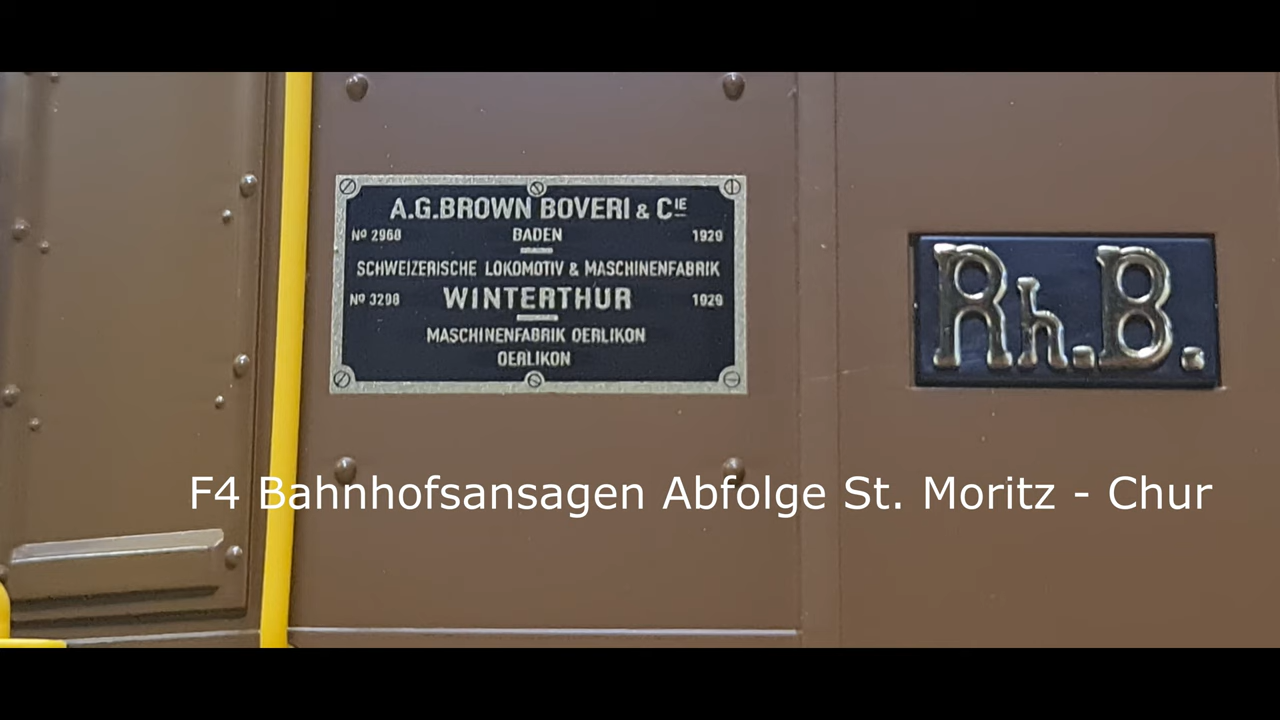 A.G.BROWN BOVERI & CIE
No 2968 BADEN 1929
SCHWEIZERISCHE LOKOMOTIV & MASCHINENFABRIK
No 3298 WINTERTHUR 1929
MASCHINENFABRIK OERLIKON
OERLIKON
Rh.B.
F4 Bahnhofsansagen Abfolge St. Moritz - Chur